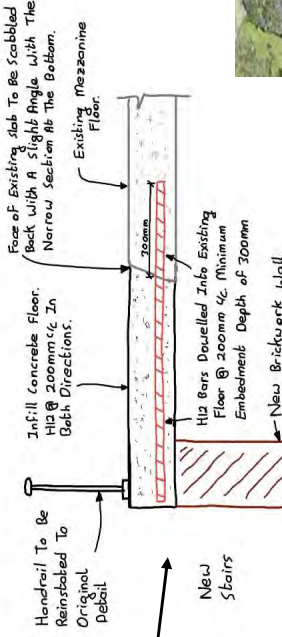 Face of Existing slab To Be Scabbled
Back With A Slight Angle With The
Narrow Section At The Bottom.
Existing Mezzanine
Floor.
Infill Concrete Floor.
H12 @ 200mm c/c In
Both Directions.
Handrail To Be
Reinstated To
Original
Detail
300mm
H12 Bars Dowelled Into Existing
Floor @ 200mm c/c. Minimum
Embedment Depth of 300mm
New Brickwork Wall
New
Stairs